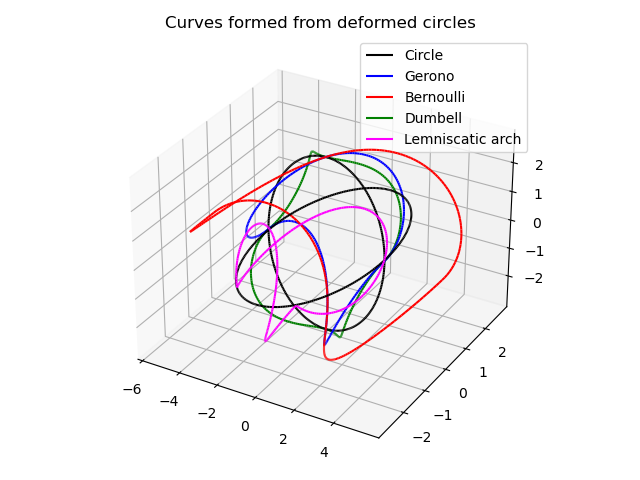 Curves formed from deformed circles
Circle
Gerono
Bernoulli
Dumbell
Lemniscatic arch
2
1
0
−1
−2
2
1
0
−1
−2
−6
−4
−2
0
2
4